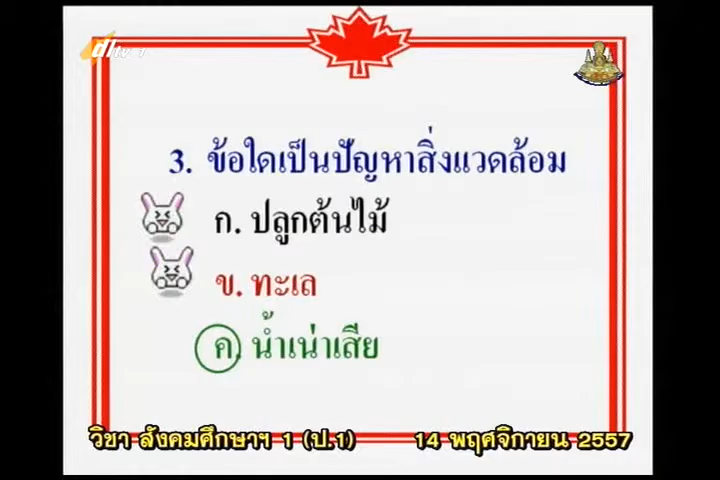 dltv 1
3. ข้อใดเป็นปัญหาสิ่งแวดล้อม
ก. ปลูกต้นไม้
ข. ทะเล
ค. น้ำเน่าเสีย
วิชา สังคมศึกษาฯ 1 (ป.1) 14 พฤศจิกายน 2557